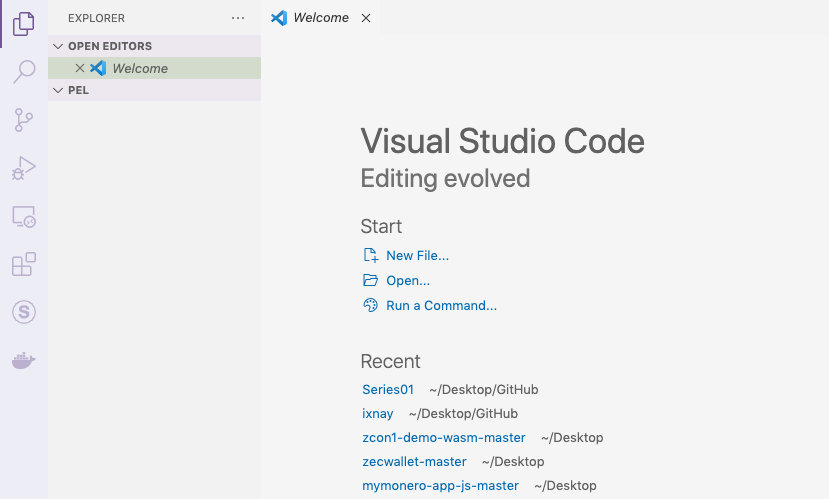 EXPLORER ...
Welcome
OPEN EDITORS
Welcome
PEL
Visual Studio Code
Editing evolved
Start
New File...
Open...
Run a Command...
Recent
Series01 ~/Desktop/GitHub
ixnay ~/Desktop/GitHub
zcon1-demo-wasm-master ~/Desktop
zecwallet-master ~/Desktop
mymonero-app-js-master ~/Desktop